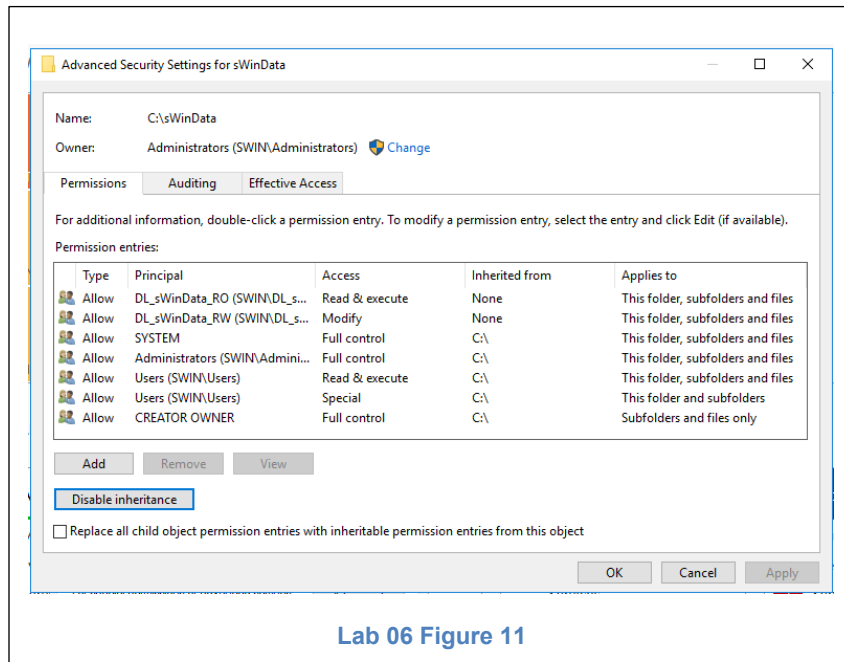 Advanced Security Settings for sWinData
Name: C:\sWinData
Owner: Administrators (SWIN\Administrators) Change
Permissions Auditing Effective Access
For additional information, double-click a permission entry. To modify a permission entry, select the entry and click Edit (if available).
Permission entries:
Type Principal Access Inherited from Applies to
Allow DL_sWinData_RO (SWIN\DL_s... Read & execute None This folder, subfolders and files
Allow DL_sWinData_RW (SWIN\DL_s... Modify None This folder, subfolders and files
Allow SYSTEM Full control C:\ This folder, subfolders and files
Allow Administrators (SWIN\Admini... Full control C:\ This folder, subfolders and files
Allow Users (SWIN\Users) Read & execute C:\ This folder, subfolders and files
Allow Users (SWIN\Users) Special C:\ This folder and subfolders
Allow CREATOR OWNER Full control C:\ Subfolders and files only
Add Remove View
Disable inheritance
Replace all child object permission entries with inheritable permission entries from this object
OK Cancel Apply
Lab 06 Figure 11